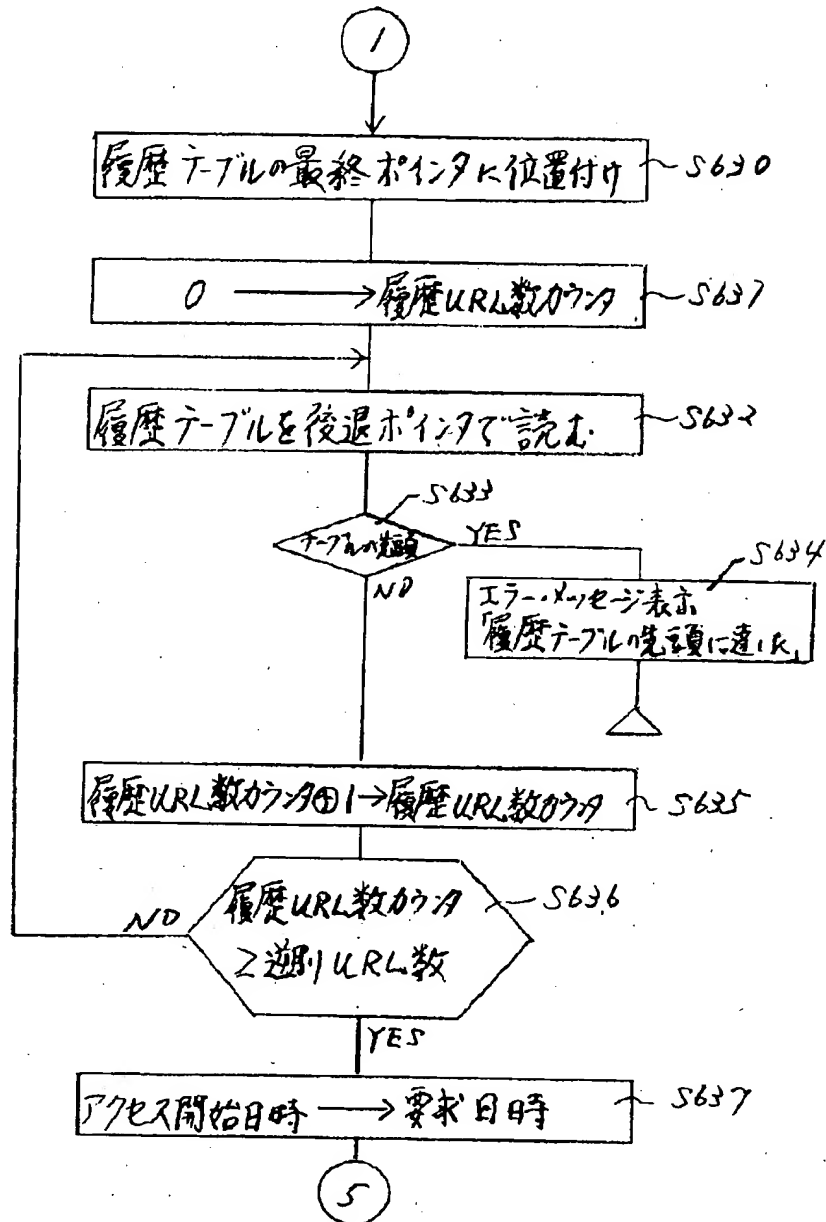 1
履歴テーブルの最終ポインタに位置付け
S630
0 → 履歴URL数カウンタ
S631
履歴テーブルを後退ポインタで読む
S632
S633
テーブルの先頭
YES
NO
S634
エラー・メッセージ表示
「履歴テーブルの先頭に達した」
履歴URL数カウンタ+1→履歴URL数カウンタ
S635
履歴URL数カウンタ
≧遡則URL数
S636
NO
YES
アクセス開始日時 → 要求日時
S637
5